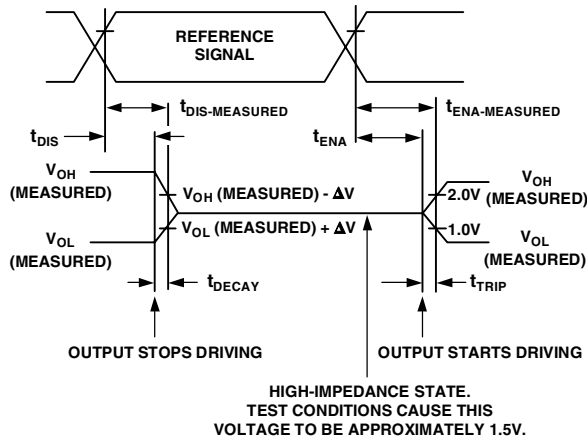 REFERENCE
SIGNAL
tDIS-MEASURED
tENA-MEASURED
tDIS
tENA
VOH
(MEASURED)
VOH (MEASURED) - ΔV
VOL (MEASURED) + ΔV
VOL
(MEASURED)
2.0V
1.0V
VOH
(MEASURED)
VOL
(MEASURED)
tDECAY
tTRIP
OUTPUT STOPS DRIVING
OUTPUT STARTS DRIVING
HIGH-IMPEDANCE STATE.
TEST CONDITIONS CAUSE THIS
VOLTAGE TO BE APPROXIMATELY 1.5V.